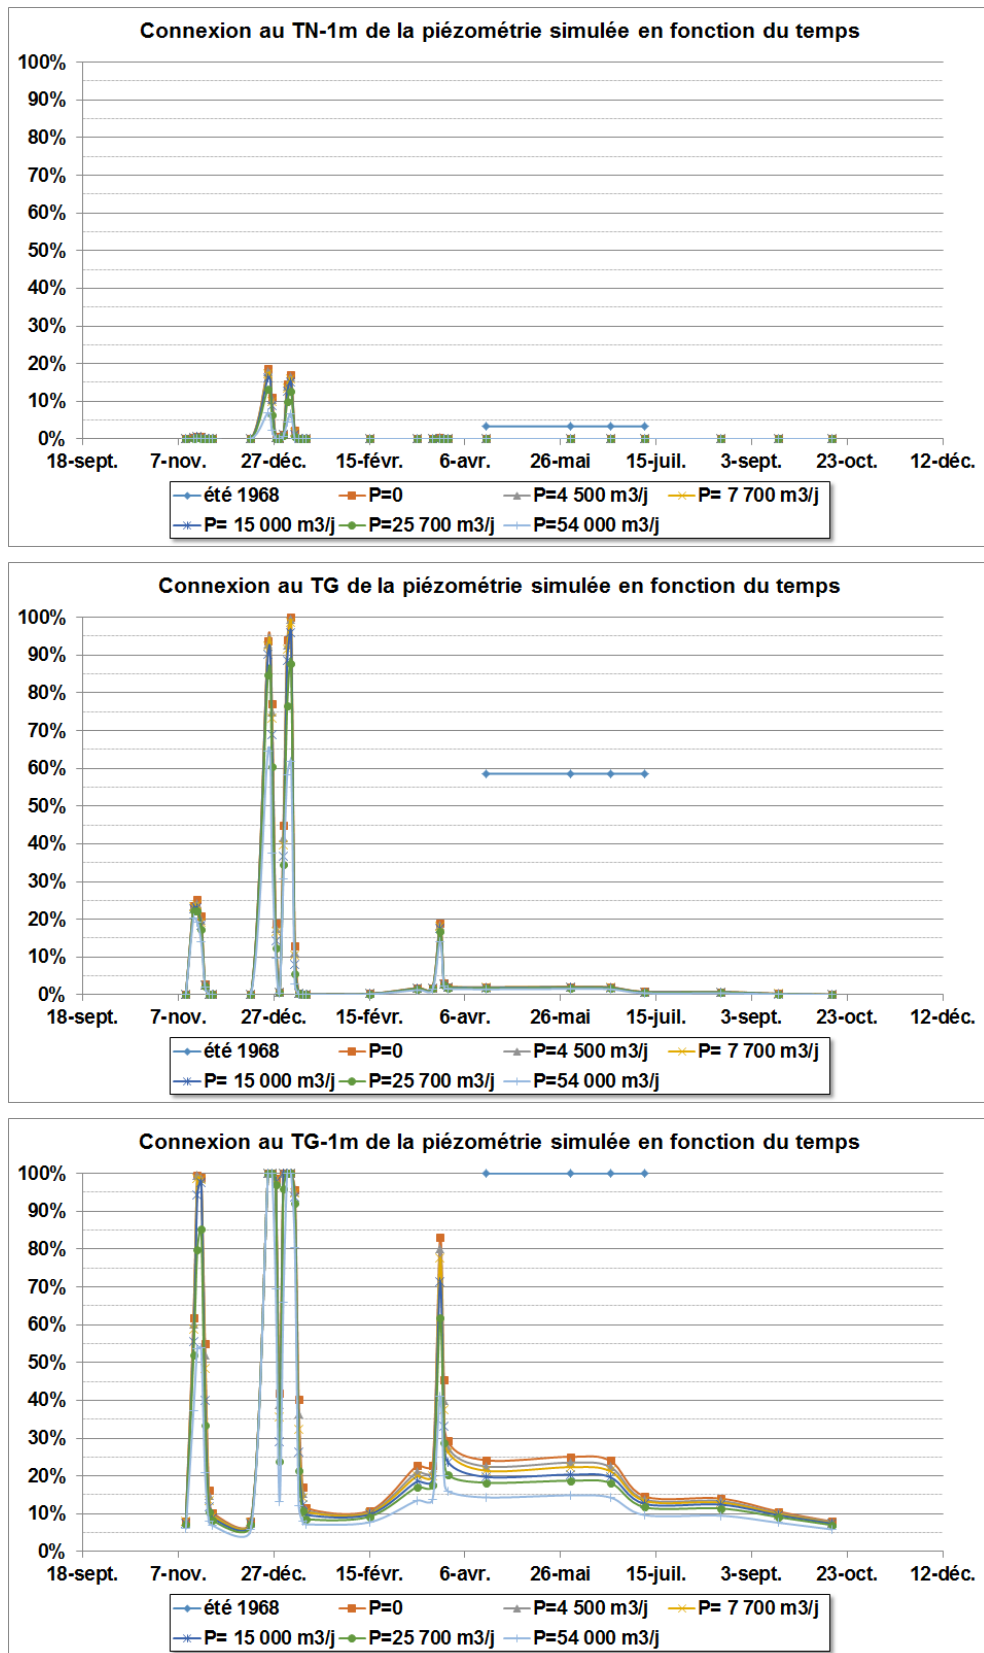 Connexion au TN-1m de la piézométrie simulée en fonction du temps
100%
90%
80%
70%
60%
50%
40%
30%
20%
10%
0%
18-sept. 7-nov. 27-déc. 15-févr. 6-avr. 26-mai 15-juil. 3-sept. 23-oct. 12-déc.
été 1968 P=0 P=4 500 m3/j P= 7 700 m3/j
P= 15 000 m3/j P=25 700 m3/j P=54 000 m3/j
Connexion au TG de la piézométrie simulée en fonction du temps
100%
90%
80%
70%
60%
50%
40%
30%
20%
10%
0%
18-sept. 7-nov. 27-déc. 15-févr. 6-avr. 26-mai 15-juil. 3-sept. 23-oct. 12-déc.
été 1968 P=0 P=4 500 m3/j P= 7 700 m3/j
P= 15 000 m3/j P=25 700 m3/j P=54 000 m3/j
Connexion au TG-1m de la piézométrie simulée en fonction du temps
100%
90%
80%
70%
60%
50%
40%
30%
20%
10%
0%
18-sept. 7-nov. 27-déc. 15-févr. 6-avr. 26-mai 15-juil. 3-sept. 23-oct. 12-déc.
été 1968 P=0 P=4 500 m3/j P= 7 700 m3/j
P= 15 000 m3/j P=25 700 m3/j P=54 000 m3/j